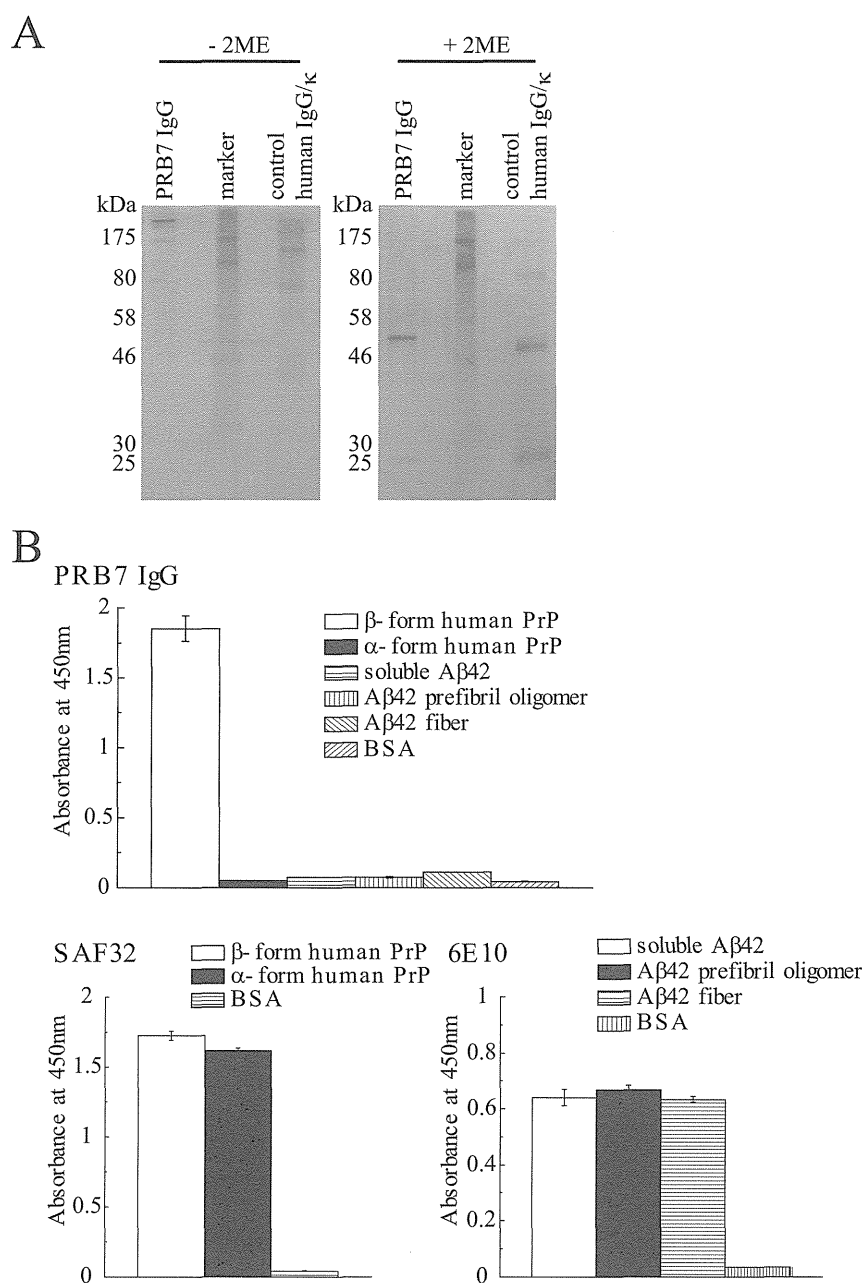 A
- 2ME
+ 2ME
PRB7 IgG
marker
control
human IgG/κ
PRB7 IgG
marker
control
human IgG/κ
kDa
175
80
58
46
30
25
kDa
175
80
58
46
30
25
B
PRB7 IgG
Absorbance at 450nm
2
1.5
1
0.5
0
β- form human PrP
α- form human PrP
soluble Aβ42
Aβ42 prefibril oligomer
Aβ42 fiber
BSA
SAF32
β- form human PrP
α- form human PrP
BSA
Absorbance at 450nm
2
1.5
1
0.5
0
6E10
soluble Aβ42
Aβ42 prefibril oligomer
Aβ42 fiber
BSA
Absorbance at 450nm
1
0.8
0.6
0.4
0.2
0